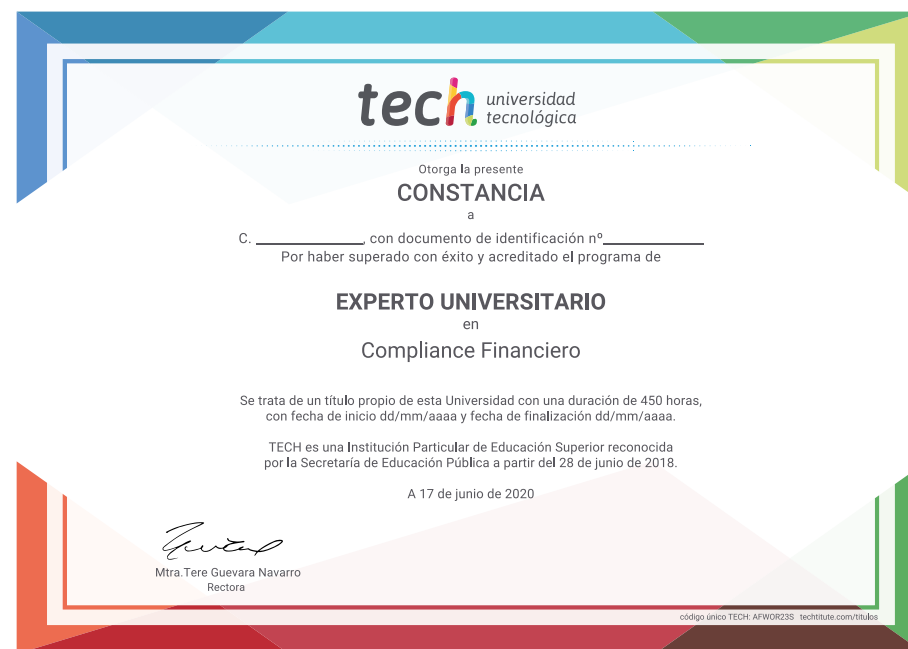 tech universidad
tecnológica
Otorga la presente
CONSTANCIA
a
C. ______________, con documento de identificación nº_____________
Por haber superado con éxito y acreditado el programa de
EXPERTO UNIVERSITARIO
en
Compliance Financiero
Se trata de un título propio de esta Universidad con una duración de 450 horas,
con fecha de inicio dd/mm/aaaa y fecha de finalización dd/mm/aaaa.
TECH es una Institución Particular de Educación Superior reconocida
por la Secretaría de Educación Pública a partir del 28 de junio de 2018.
A 17 de junio de 2020
Mtra.Tere Guevara Navarro
Rectora
código único TECH: AFWOR23S techtitute.com/titulos